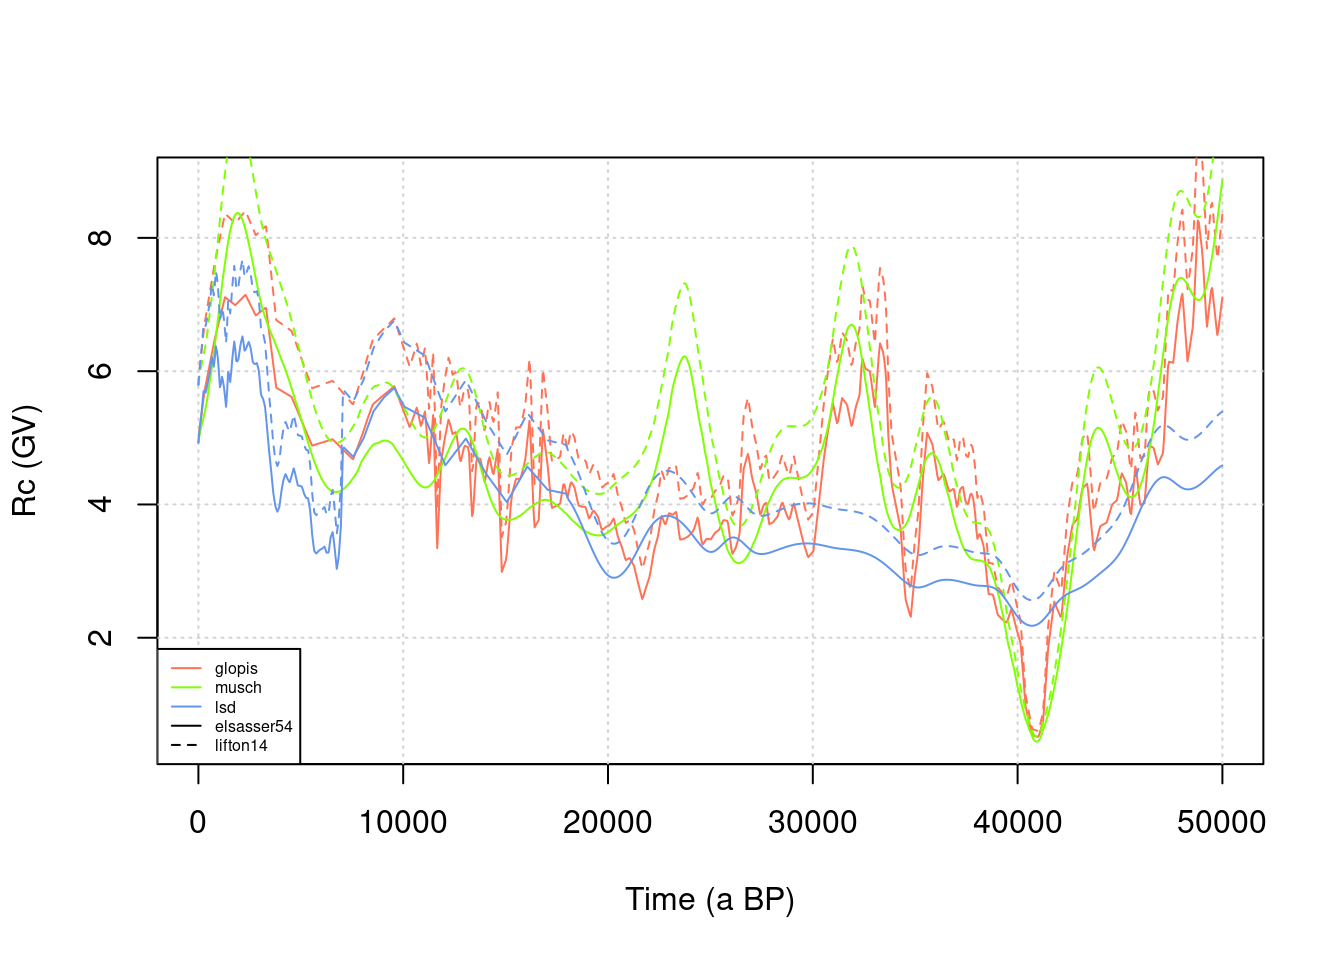 8
6
4
2
Rc (GV)
glopis
musch
lsd
elsasser54
lifton14
0 10000 20000 30000 40000 50000
Time (a BP)